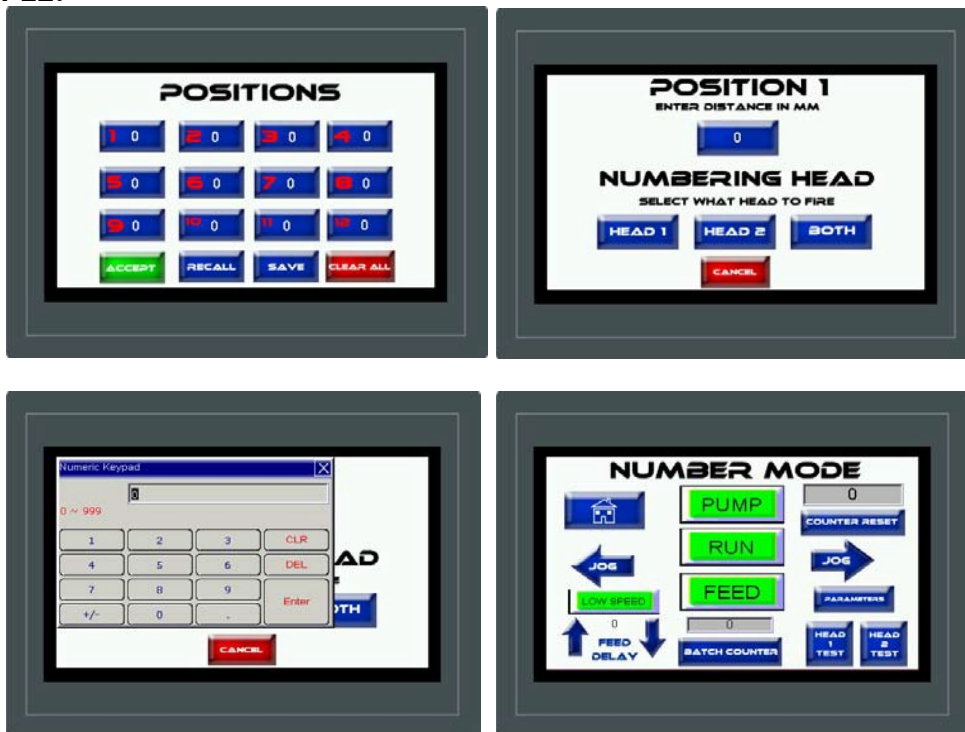 POSITIONS
1 0 2 0 3 0 4 0
5 0 6 0 7 0 8 0
9 0 10 0 11 0 12 0
ACCEPT RECALL SAVE CLEAR ALL
POSITION 1
ENTER DISTANCE IN MM
0
NUMBERING HEAD
SELECT WHAT HEAD TO FIRE
HEAD 1 HEAD 2 BOTH
CANCEL
Numeric Keypad X
0
0 ~ 999
1 2 3 CLR
4 5 6 DEL
7 8 9 Enter
+/- 0 .
AD
E
OTH
CANCEL
NUMBER MODE
PUMP 0
COUNTER RESET
JOG RUN JOG
LOW SPEED FEED PARAMETERS
0 0
FEED DELAY
BATCH COUNTER
HEAD 1 TEST
HEAD 2 TEST